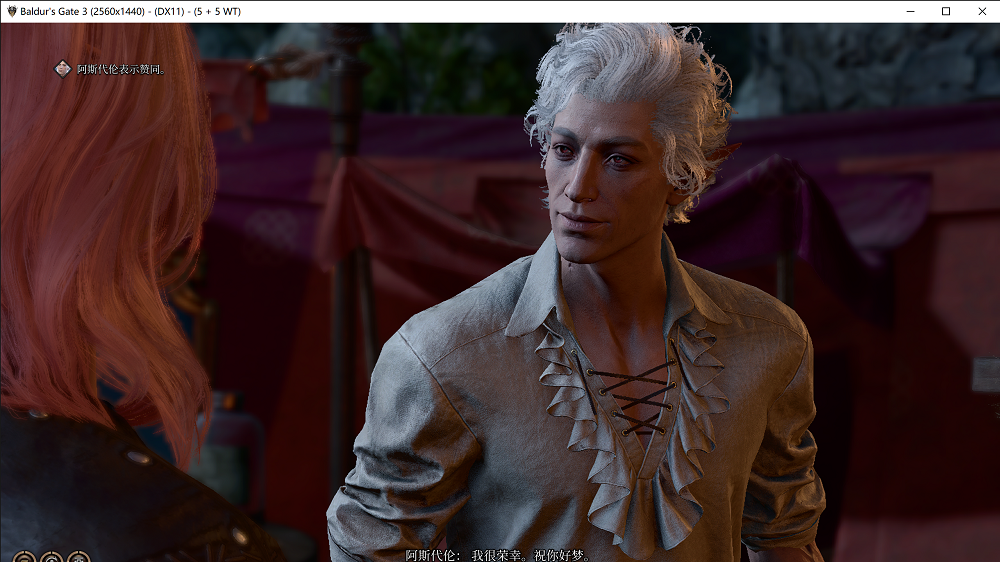 Baldur's Gate 3 (2560x1440) - (DX11) - (5 + 5 WT)
阿斯代伦表示赞同。
阿斯代伦： 我很荣幸。祝你好梦。